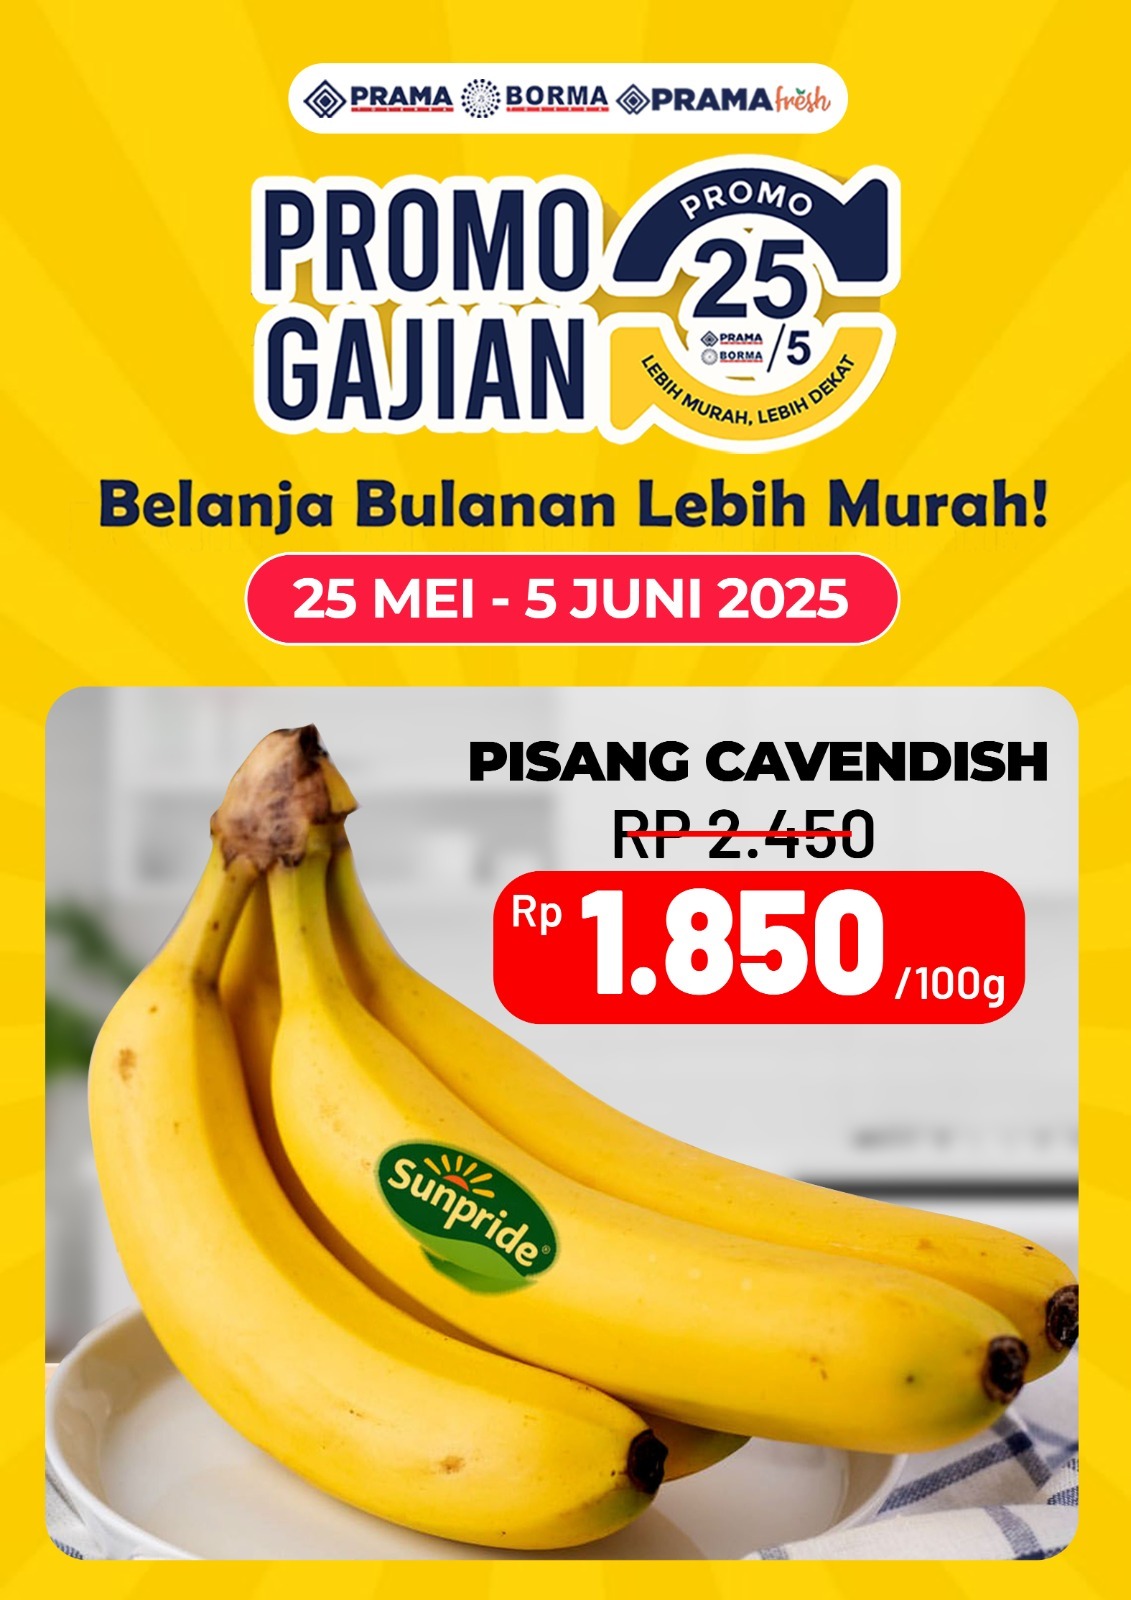 PRAMA BORMA PRAMA fresh
PROMO
GAJIAN
PROMO
25
/5
PRAMA
BORMA
LEBIH MURAH, LEBIH DEKAT
Belanja Bulanan Lebih Murah!
25 MEI - 5 JUNI 2025
PISANG CAVENDISH
RP 2.450
Rp 1.850 /100g
Sunpride®